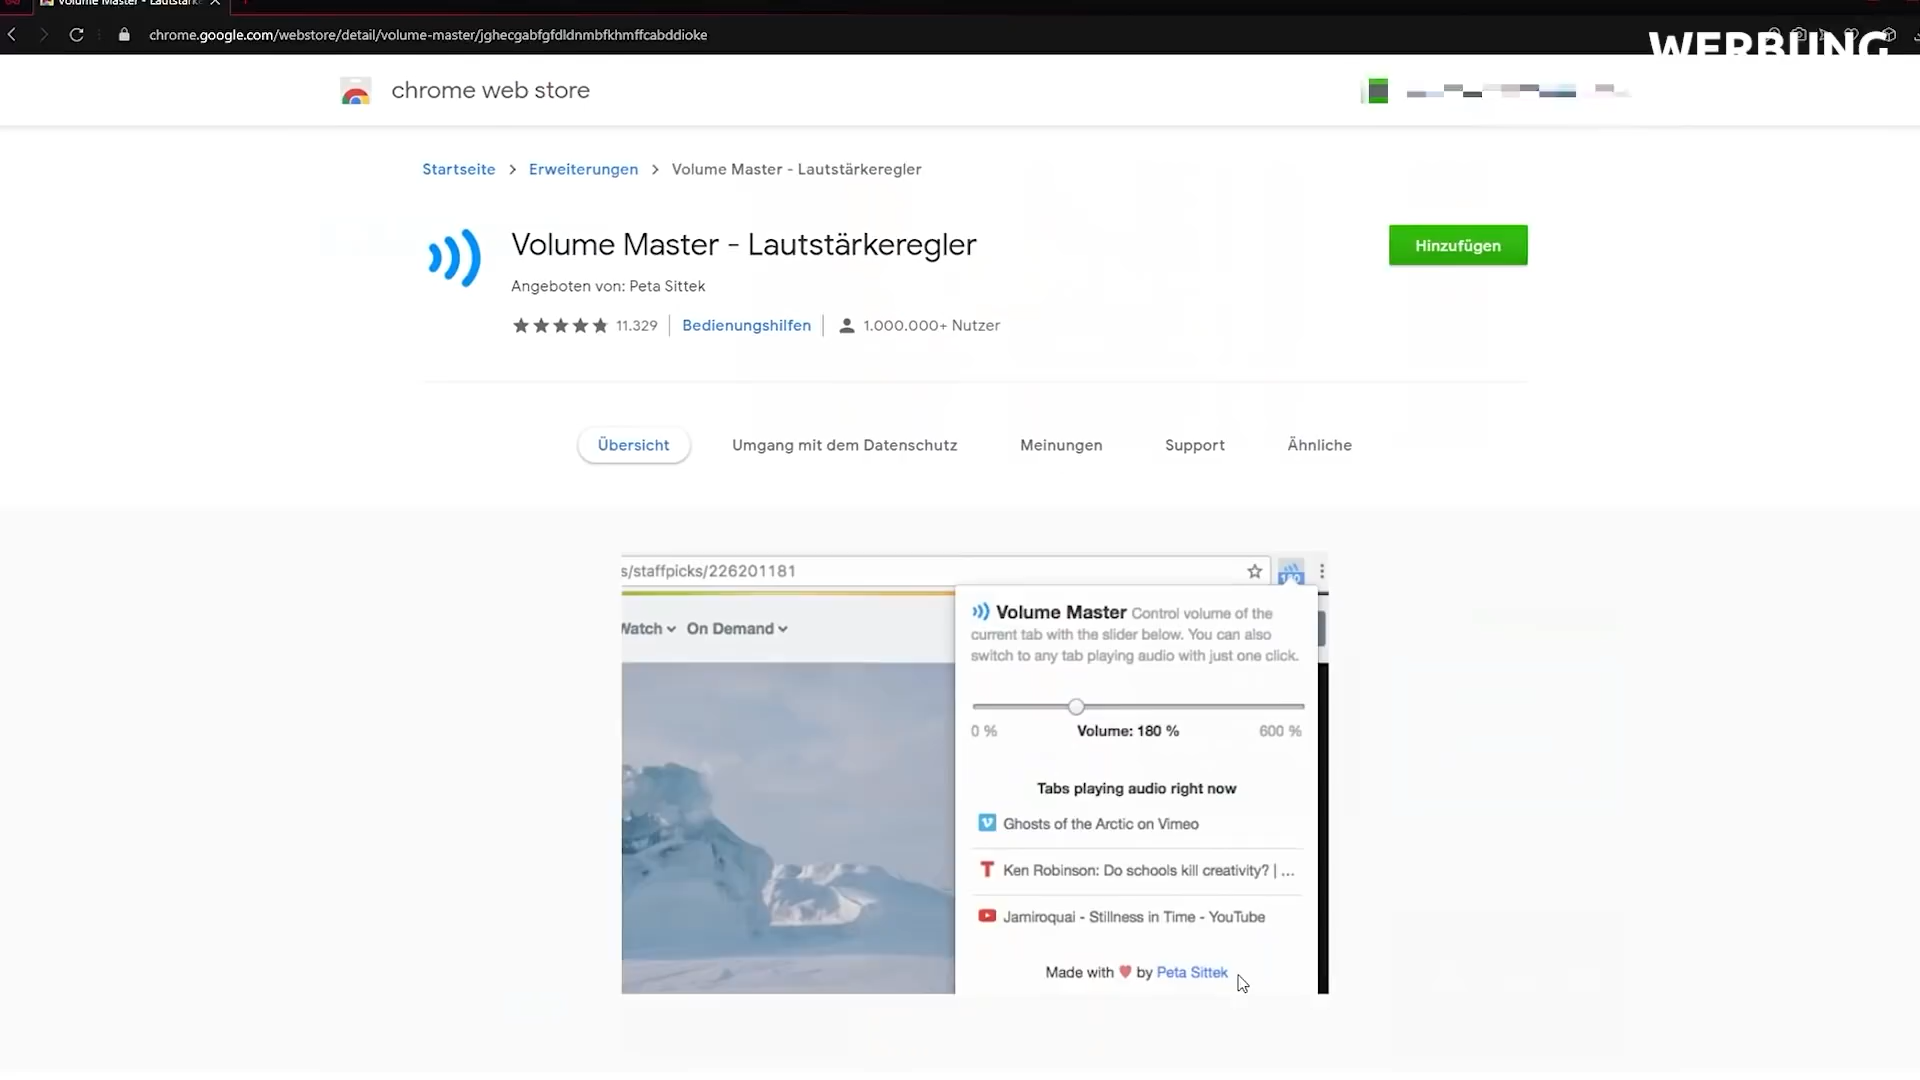 Volume Master - Lautstärke
chrome.google.com/webstore/detail/volume-master/jghecgabfgfdldnmbfkhmffcabddioke
WERBUNG
chrome web store
Startseite > Erweiterungen > Volume Master - Lautstärkeregler
Volume Master - Lautstärkeregler
Hinzufügen
Angeboten von: Peta Sittek
11.329
Bedienungshilfen
1.000.000+ Nutzer
Übersicht
Umgang mit dem Datenschutz
Meinungen
Support
Ähnliche
s/staffpicks/226201181
180
Watch
On Demand
Volume Master Control volume of the
current tab with the slider below. You can also
switch to any tab playing audio with just one click.
0 %
Volume: 180 %
600 %
Tabs playing audio right now
Ghosts of the Arctic on Vimeo
Ken Robinson: Do schools kill creativity? | ...
Jamiroquai - Stillness in Time - YouTube
Made with ♥ by Peta Sittek